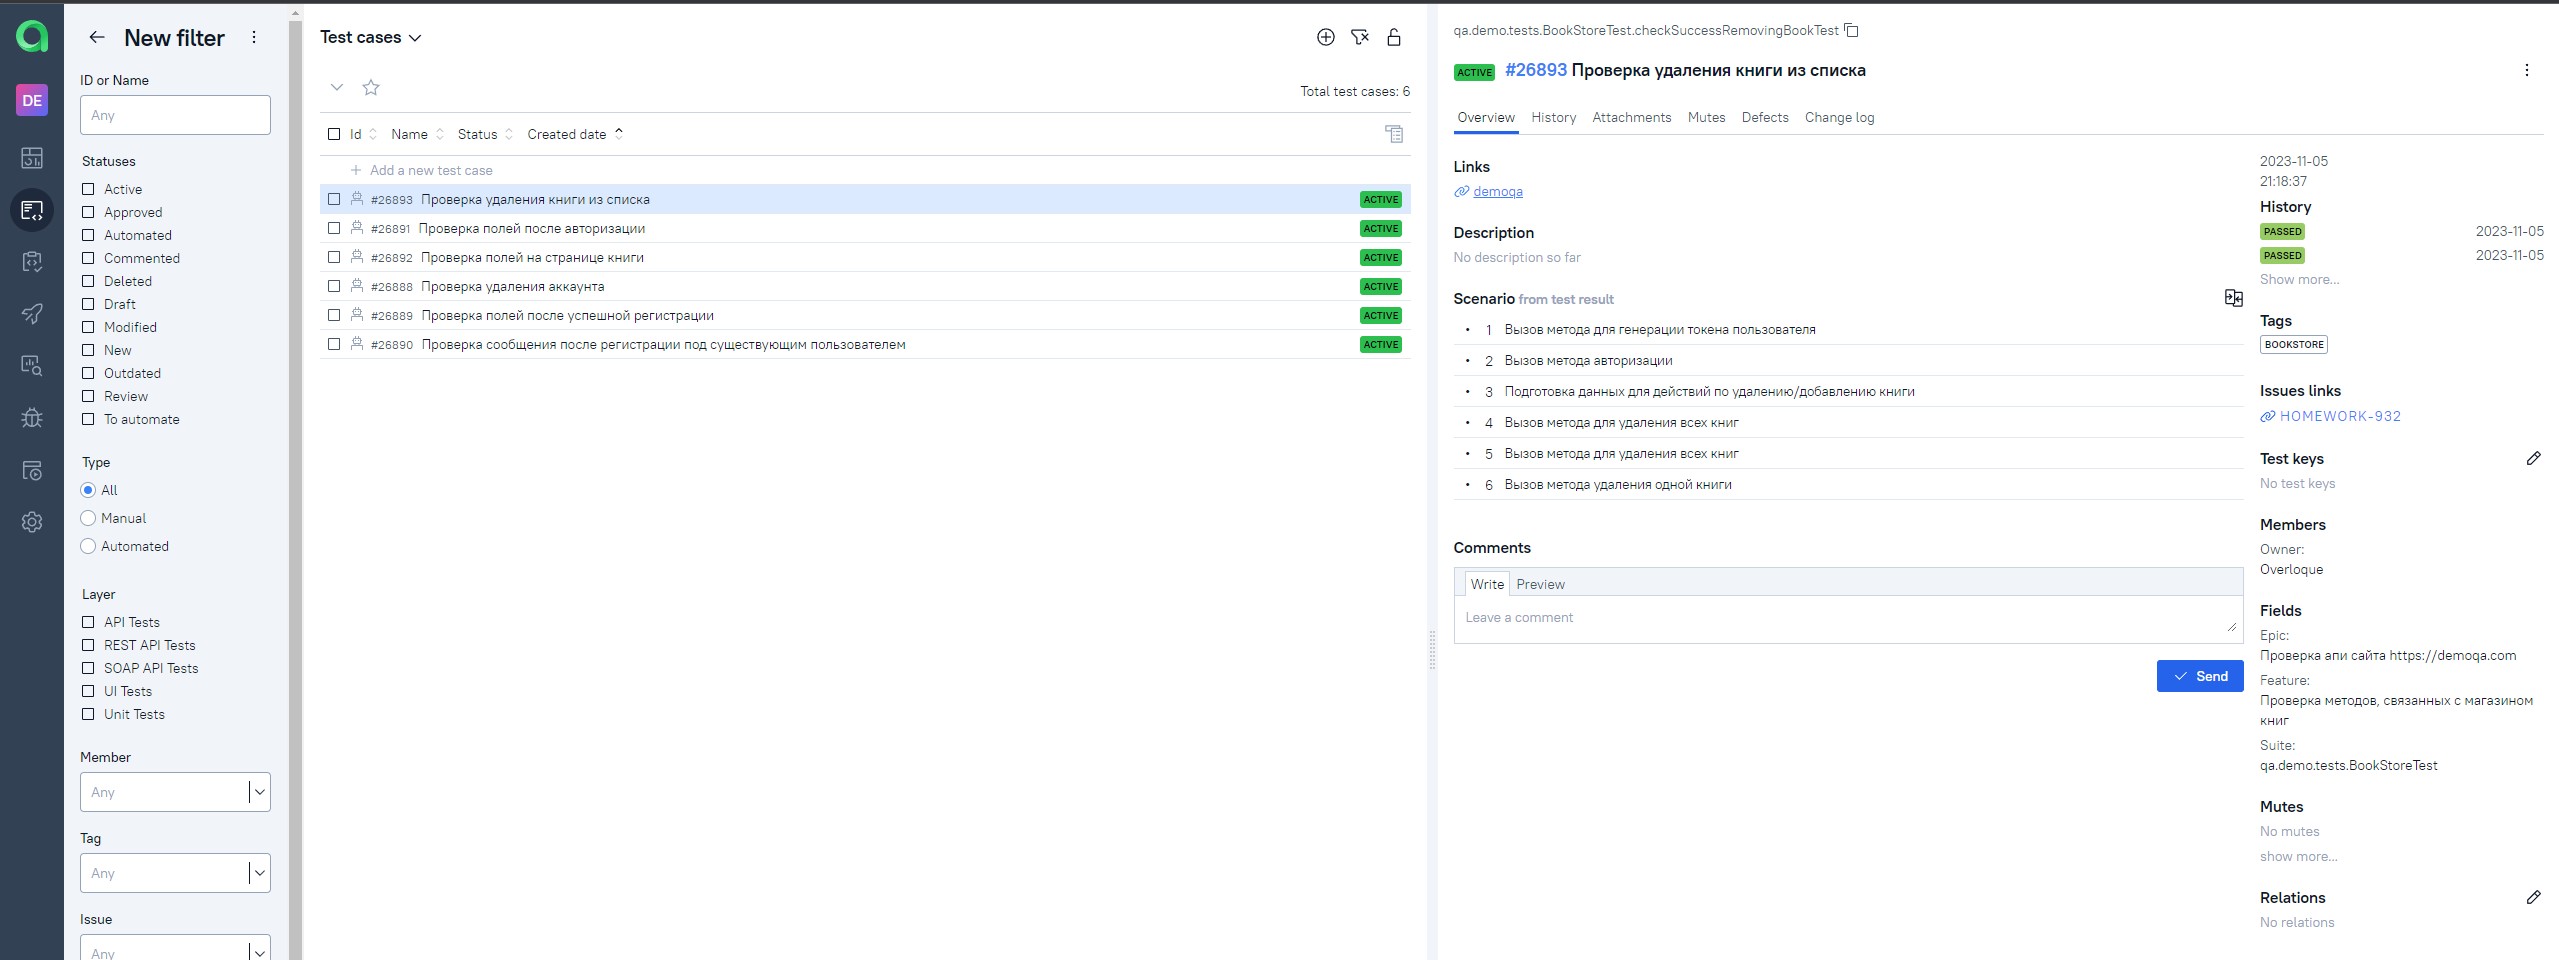 DE
New filter
ID or Name
Any
Statuses
Active
Approved
Automated
Commented
Deleted
Draft
Modified
New
Outdated
Review
To automate
Type
All
Manual
Automated
Layer
API Tests
REST API Tests
SOAP API Tests
UI Tests
Unit Tests
Member
Any
Tag
Any
Issue
Any
Test cases
Total test cases: 6
Id Name Status Created date
Add a new test case
#26893 Проверка удаления книги из списка ACTIVE
#26891 Проверка полей после авторизации ACTIVE
#26892 Проверка полей на странице книги ACTIVE
#26888 Проверка удаления аккаунта ACTIVE
#26889 Проверка полей после успешной регистрации ACTIVE
#26890 Проверка сообщения после регистрации под существующим пользователем ACTIVE
qa.demo.tests.BookStoreTest.checkSuccessRemovingBookTest
ACTIVE #26893 Проверка удаления книги из списка
Overview History Attachments Mutes Defects Change log
Links
demoqa
Description
No description so far
Scenario from test result
• 1 Вызов метода для генерации токена пользователя
• 2 Вызов метода авторизации
• 3 Подготовка данных для действий по удалению/добавлению книги
• 4 Вызов метода для удаления всех книг
• 5 Вызов метода для удаления всех книг
• 6 Вызов метода удаления одной книги
Comments
Write Preview
Leave a comment
Send
2023-11-05
21:18:37
History
PASSED 2023-11-05
PASSED 2023-11-05
Show more...
Tags
BOOKSTORE
Issues links
HOMEWORK-932
Test keys
No test keys
Members
Owner:
Overloque
Fields
Epic:
Проверка апи сайта https://demoqa.com
Feature:
Проверка методов, связанных с магазином
книг
Suite:
qa.demo.tests.BookStoreTest
Mutes
No mutes
show more...
Relations
No relations